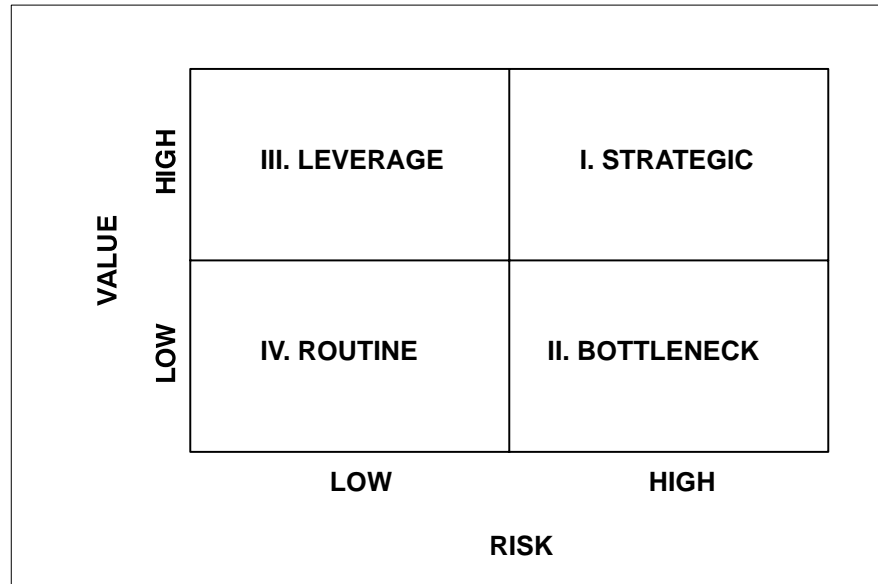 HIGH
III. LEVERAGE
I. STRATEGIC
VALUE
LOW
IV. ROUTINE
II. BOTTLENECK
LOW
HIGH
RISK